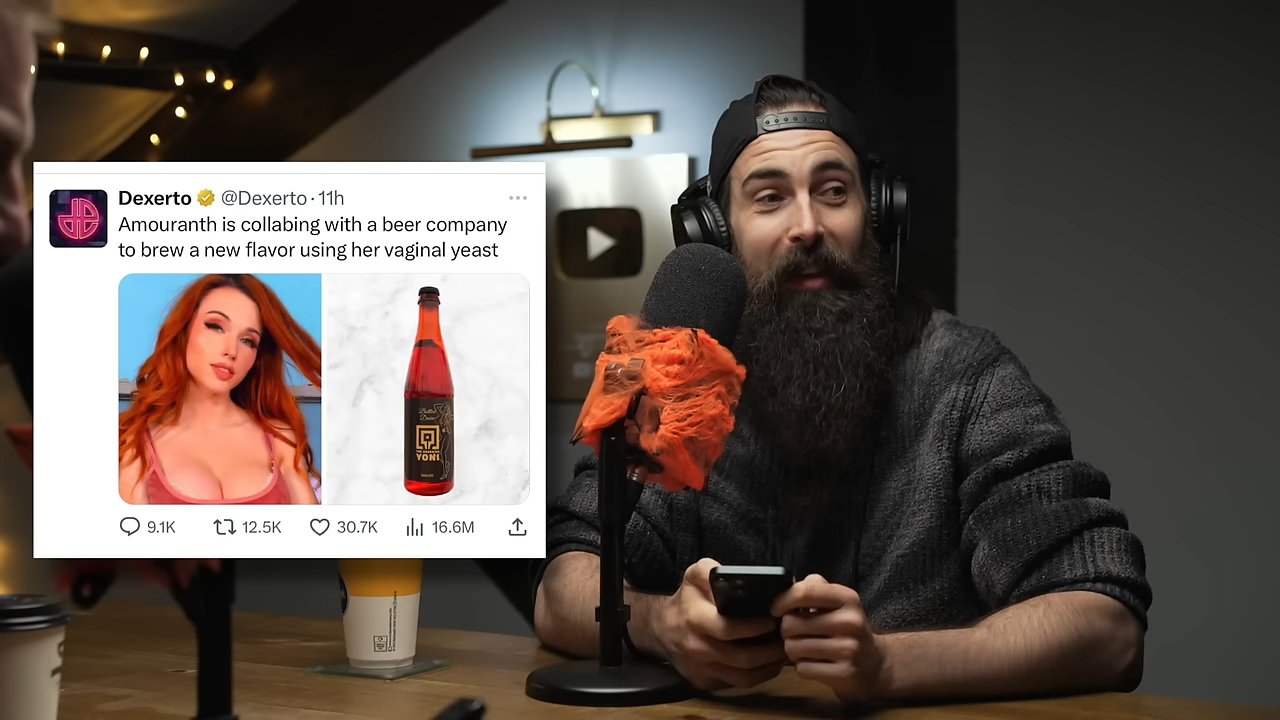 Dexerto @Dexerto · 11h
Amouranth is collabing with a beer company
to brew a new flavor using her vaginal yeast
YONI
9.1K 12.5K 30.7K 16.6M